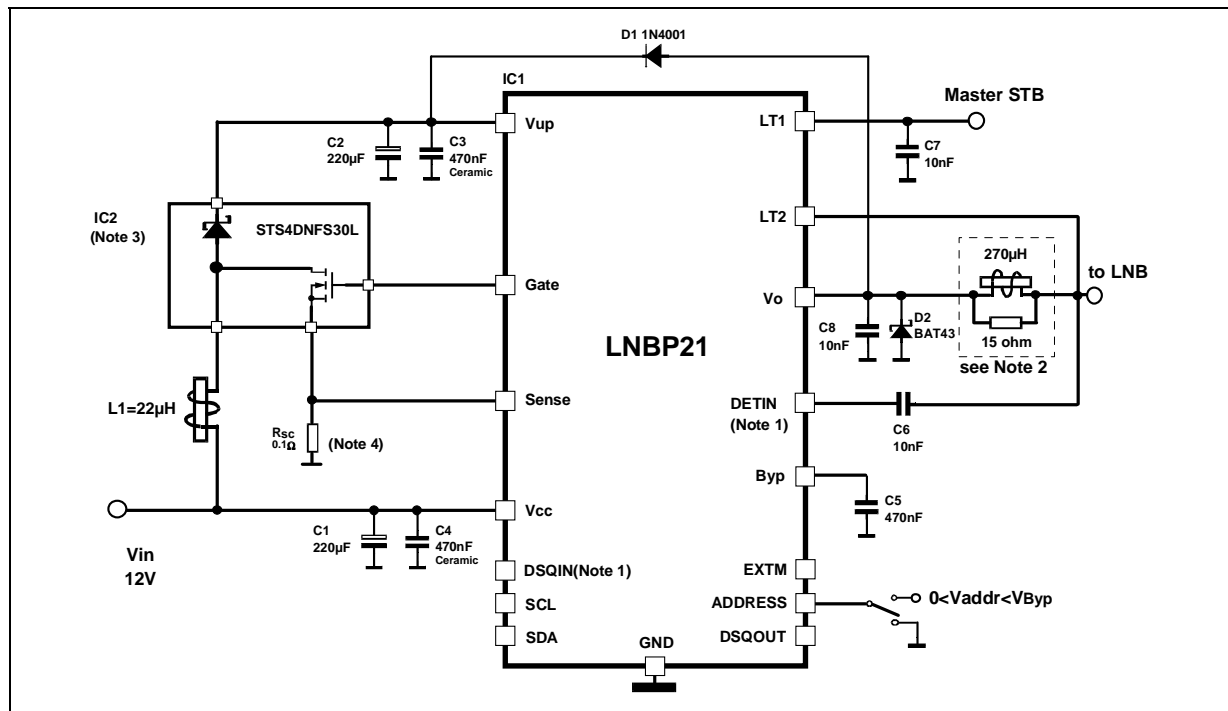 D1 1N4001
IC1
Vup
C2
220µF
C3
470nF
Ceramic
LT1
Master STB
C7
10nF
IC2
(Note 3)
STS4DNFS30L
LT2
270µH
to LNB
Gate
Vo
C8
10nF
D2
BAT43
15 ohm
see Note 2
LNBP21
L1=22µH
Sense
RSC
0.1Ω
(Note 4)
DETIN
(Note 1)
C6
10nF
Byp
C5
470nF
Vcc
C1
220µF
C4
470nF
Ceramic
Vin
12V
DSQIN(Note 1)
SCL
SDA
EXTM
ADDRESS
DSQOUT
0<Vaddr<VByp
GND